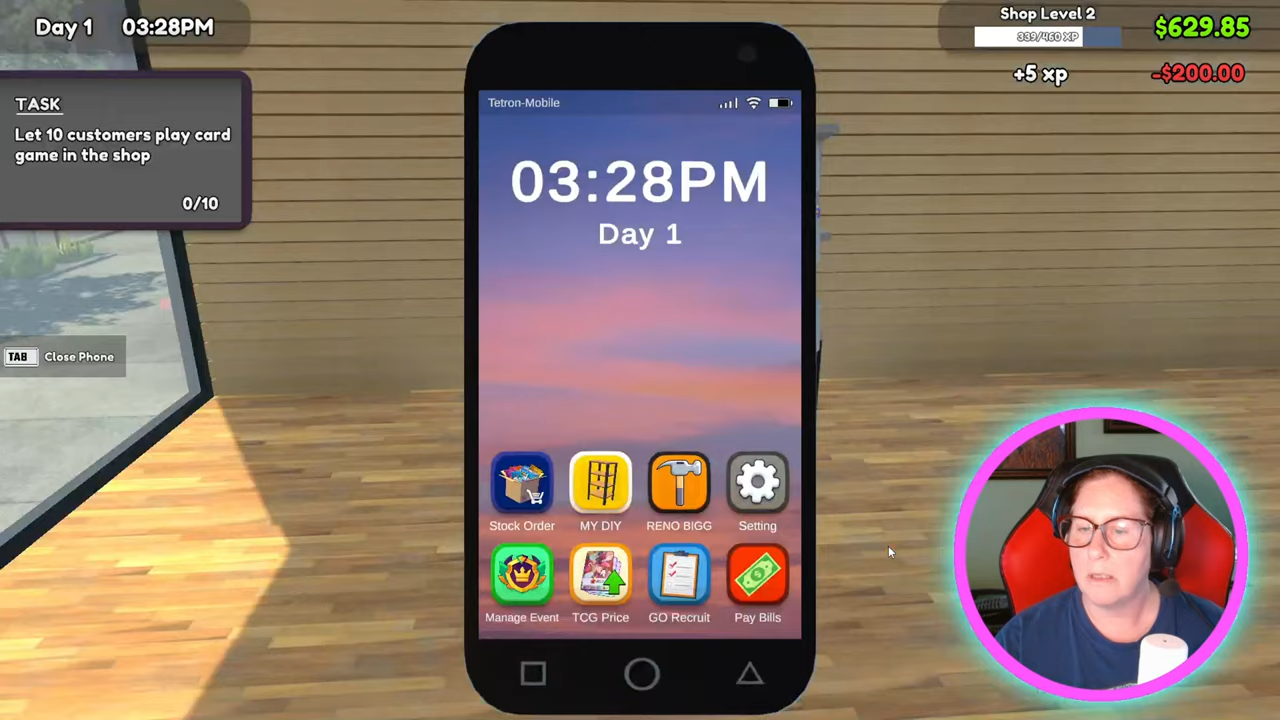 Day 1 03:28PM
Shop Level 2
$629.85
339/460 XP
+5 xp
-$200.00
TASK
Let 10 customers play card
game in the shop
0/10
TAB Close Phone
Tetron-Mobile
03:28PM
Day 1
Stock Order
MY DIY
RENO BIGG
Setting
Manage Event
TCG Price
GO Recruit
Pay Bills